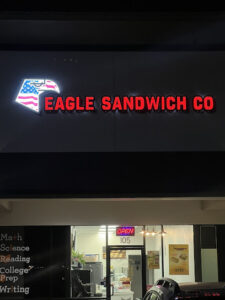 EAGLE SANDWICH CO
OPEN
105
Math
Science
Reading
College
Prep
Writing